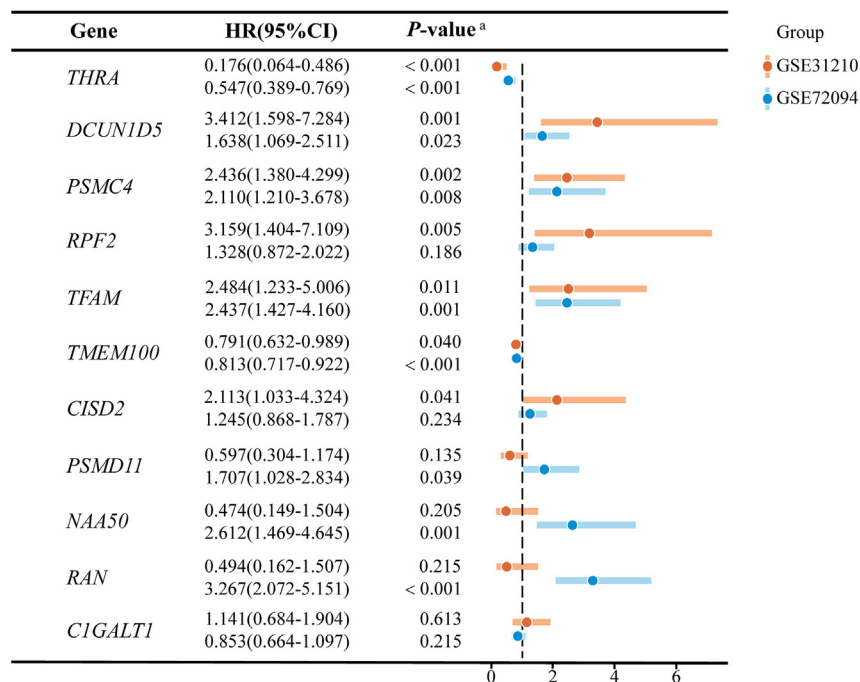 Gene HR(95%CI) P-value a
THRA
0.176(0.064-0.486) < 0.001
0.547(0.389-0.769) < 0.001
DCUN1D5
3.412(1.598-7.284) 0.001
1.638(1.069-2.511) 0.023
PSMC4
2.436(1.380-4.299) 0.002
2.110(1.210-3.678) 0.008
RPF2
3.159(1.404-7.109) 0.005
1.328(0.872-2.022) 0.186
TFAM
2.484(1.233-5.006) 0.011
2.437(1.427-4.160) 0.001
TMEM100
0.791(0.632-0.989) 0.040
0.813(0.717-0.922) < 0.001
CISD2
2.113(1.033-4.324) 0.041
1.245(0.868-1.787) 0.234
PSMD11
0.597(0.304-1.174) 0.135
1.707(1.028-2.834) 0.039
NAA50
0.474(0.149-1.504) 0.205
2.612(1.469-4.645) 0.001
RAN
0.494(0.162-1.507) 0.215
3.267(2.072-5.151) < 0.001
C1GALT1
1.141(0.684-1.904) 0.613
0.853(0.664-1.097) 0.215
0 2 4 6
Group
GSE31210
GSE72094